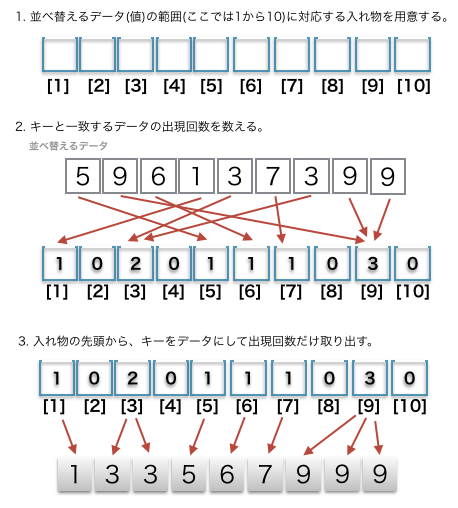 1. 並べ替えるデータ(値)の範囲(ここでは1から10)に対応する入れ物を用意する。
[1] [2] [3] [4] [5] [6] [7] [8] [9] [10]
2. キーと一致するデータの出現回数を数える。
並べ替えるデータ
5 9 6 1 3 7 3 9 9
1 0 2 0 1 1 1 0 3 0
[1] [2] [3] [4] [5] [6] [7] [8] [9] [10]
3. 入れ物の先頭から、キーをデータにして出現回数だけ取り出す。
1 0 2 0 1 1 1 0 3 0
[1] [2] [3] [4] [5] [6] [7] [8] [9] [10]
1 3 3 5 6 7 9 9 9